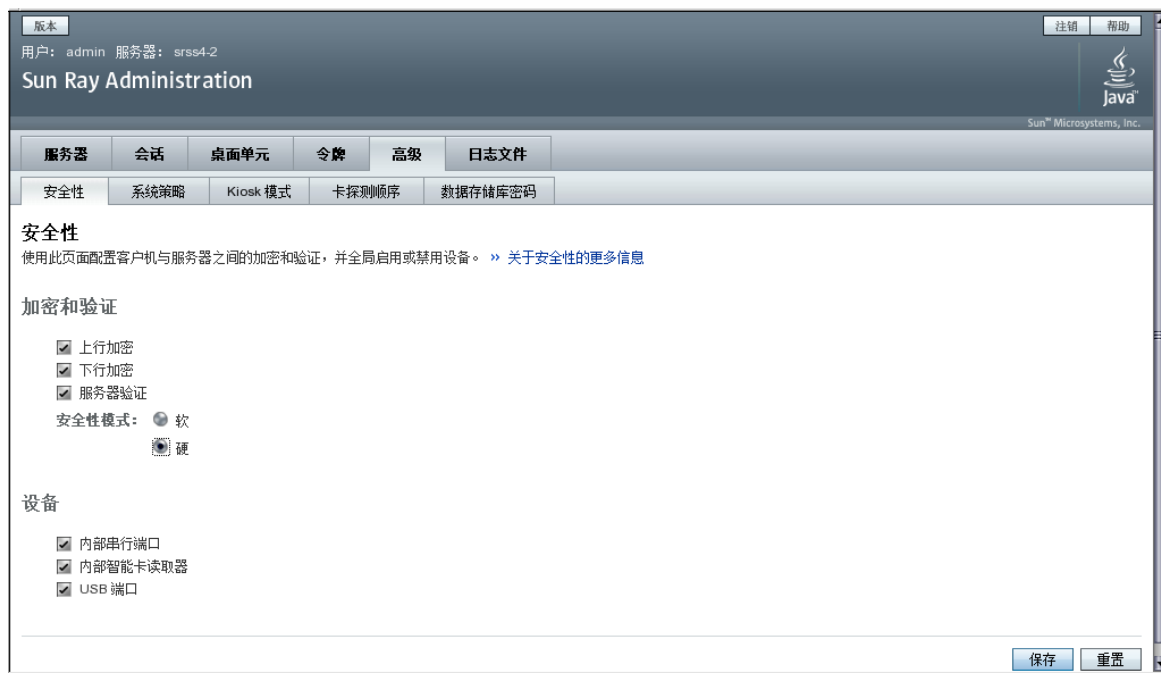 版本
注销 帮助
用户： admin 服务器： srss4-2
Sun Ray Administration
Java™
Sun™ Microsystems, Inc.
服务器 会话 桌面单元 令牌 高级 日志文件
安全性 系统策略 Kiosk 模式 卡探测顺序 数据存储库密码
安全性
使用此页面配置客户机与服务器之间的加密和验证，并全局启用或禁用设备。 » 关于安全性的更多信息
加密和验证
上行加密
下行加密
服务器验证
安全性模式： 软
硬
设备
内部串行端口
内部智能卡读取器
USB 端口
保存 重置